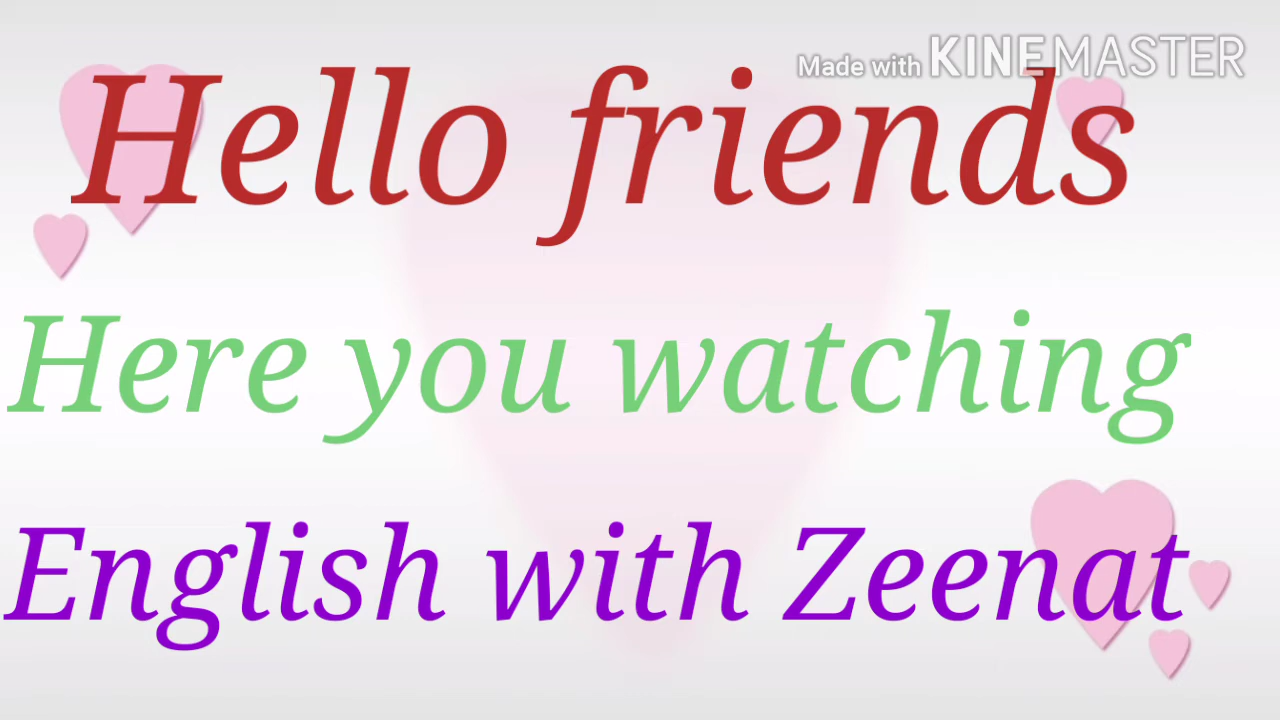 Made with KINEMASTER
Hello friends
Here you watching
English with Zeenat